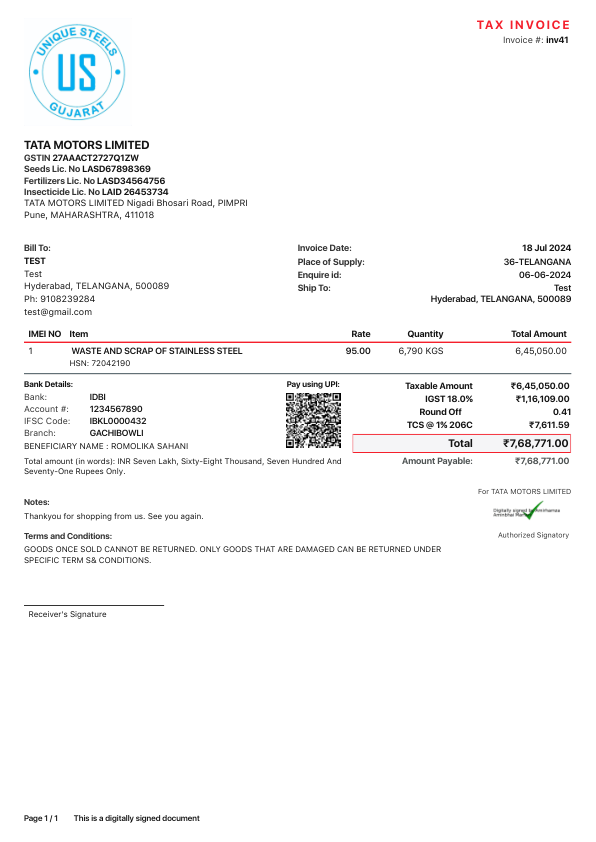 TAX INVOICE
Invoice #: inv41
UNIQUE STEELS
US
GUJARAT
TATA MOTORS LIMITED
GSTIN 27AAACT2727Q1ZW
Seeds Lic. No LASD67898369
Fertilizers Lic. No LASD34564756
Insecticide Lic. No LAID 26453734
TATA MOTORS LIMITED Nigadi Bhosari Road, PIMPRI
Pune, MAHARASHTRA, 411018
Bill To:
TEST
Test
Hyderabad, TELANGANA, 500089
Ph: 9108239284
test@gmail.com
Invoice Date: 18 Jul 2024
Place of Supply: 36-TELANGANA
Enquire id: 06-06-2024
Ship To: Test
Hyderabad, TELANGANA, 500089
IMEI NO Item Rate Quantity Total Amount
1 WASTE AND SCRAP OF STAINLESS STEEL 95.00 6,790 KGS 6,45,050.00
HSN: 72042190
Bank Details:
Bank: IDBI
Account #: 1234567890
IFSC Code: IBKL0000432
Branch: GACHIBOWLI
BENEFICIARY NAME : ROMOLIKA SAHANI
Pay using UPI:
Taxable Amount ₹6,45,050.00
IGST 18.0% ₹1,16,109.00
Round Off 0.41
TCS @ 1% 206C ₹7,611.59
Total ₹7,68,771.00
Amount Payable: ₹7,68,771.00
Total amount (in words): INR Seven Lakh, Sixty-Eight Thousand, Seven Hundred And
Seventy-One Rupees Only.
For TATA MOTORS LIMITED
Digitally signed by
Authorized Signatory
Notes:
Thankyou for shopping from us. See you again.
Terms and Conditions:
GOODS ONCE SOLD CANNOT BE RETURNED. ONLY GOODS THAT ARE DAMAGED CAN BE RETURNED UNDER
SPECIFIC TERM S& CONDITIONS.
Receiver's Signature
Page 1 / 1 This is a digitally signed document